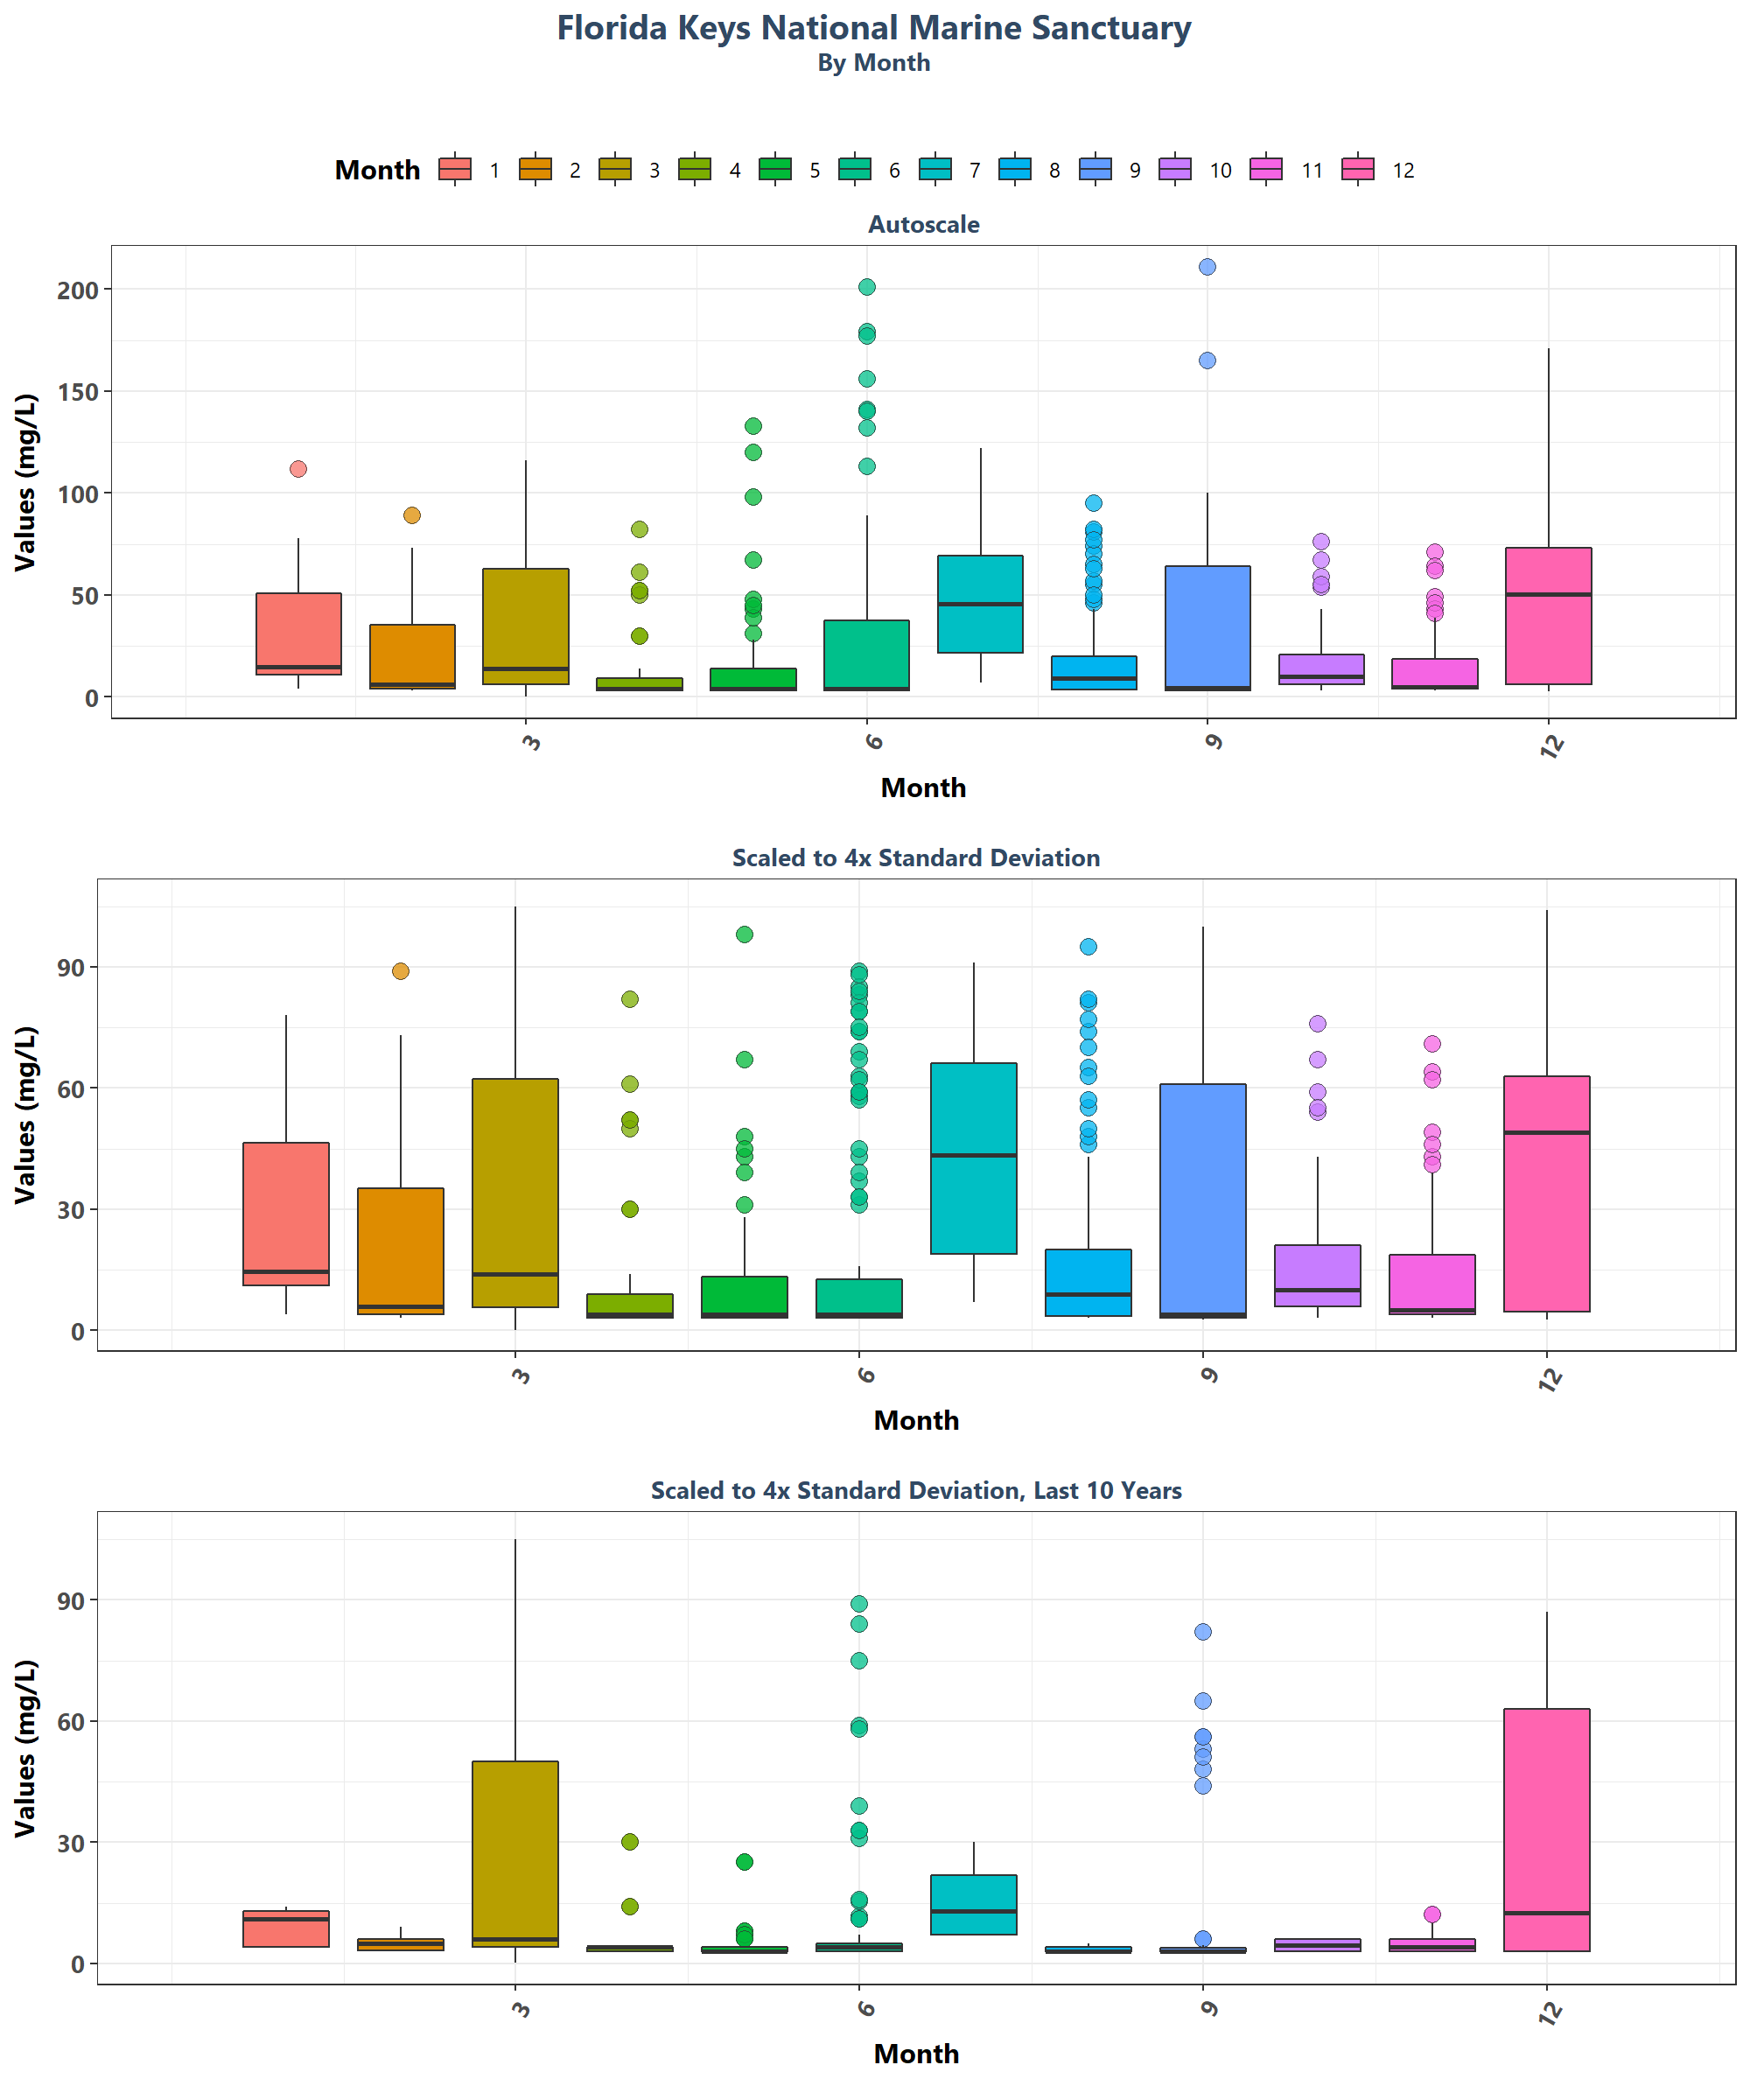 Florida Keys National Marine Sanctuary
By Month
Month 1 2 3 4 5 6 7 8 9 10 11 12
Autoscale
Values (mg/L)
200
150
100
50
0
3 6 9 12
Month
Scaled to 4x Standard Deviation
Values (mg/L)
90
60
30
0
3 6 9 12
Month
Scaled to 4x Standard Deviation, Last 10 Years
Values (mg/L)
90
60
30
0
3 6 9 12
Month